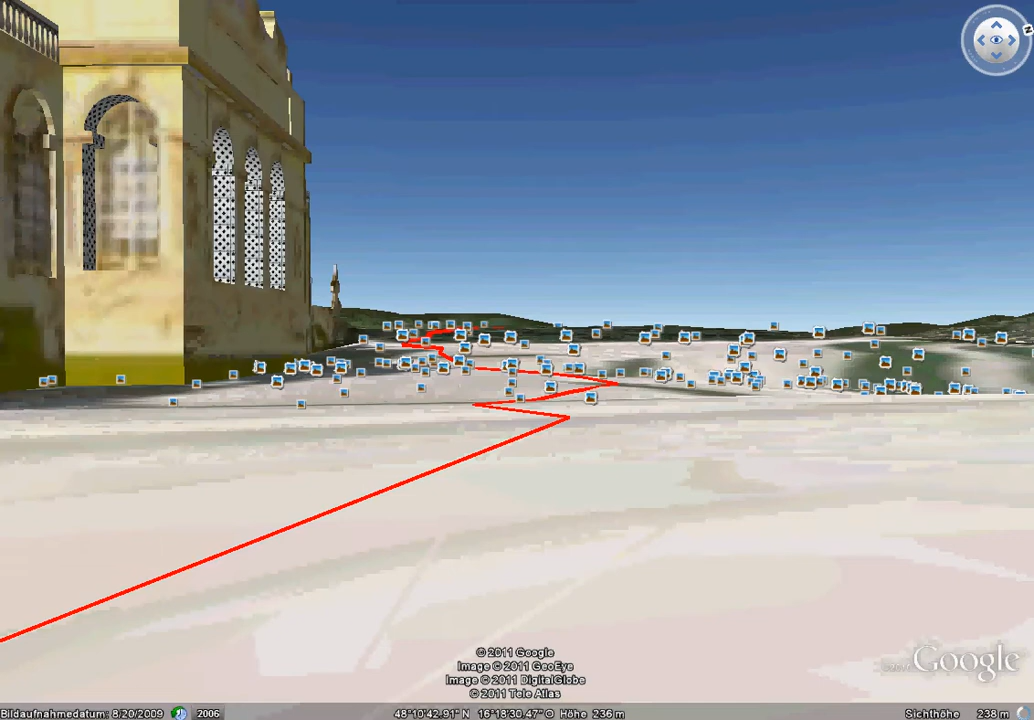 © 2011 Google
Image © 2011 GeoEye
Image © 2011 DigitalGlobe
© 2011 Tele Atlas
Google
Bildaufnahmedatum: 8/20/2009 2006 48°10'42.91" N 16°18'30.47" O Höhe 236 m Sichthöhe 238 m